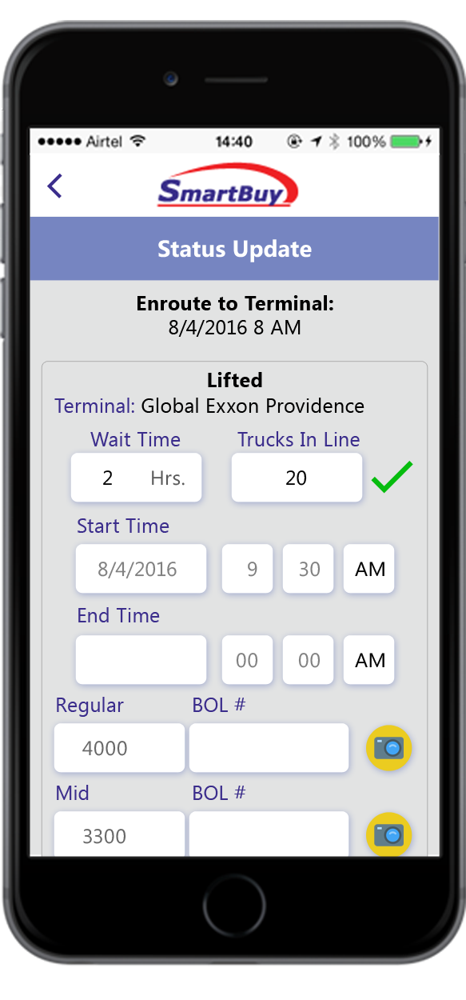 Airtel 14:40 100%
SmartBuy
Status Update
Enroute to Terminal:
8/4/2016 8 AM
Lifted
Terminal: Global Exxon Providence
Wait Time Trucks In Line
2 Hrs. 20
Start Time
8/4/2016 9 30 AM
End Time
00 00 AM
Regular BOL #
4000
Mid BOL #
3300